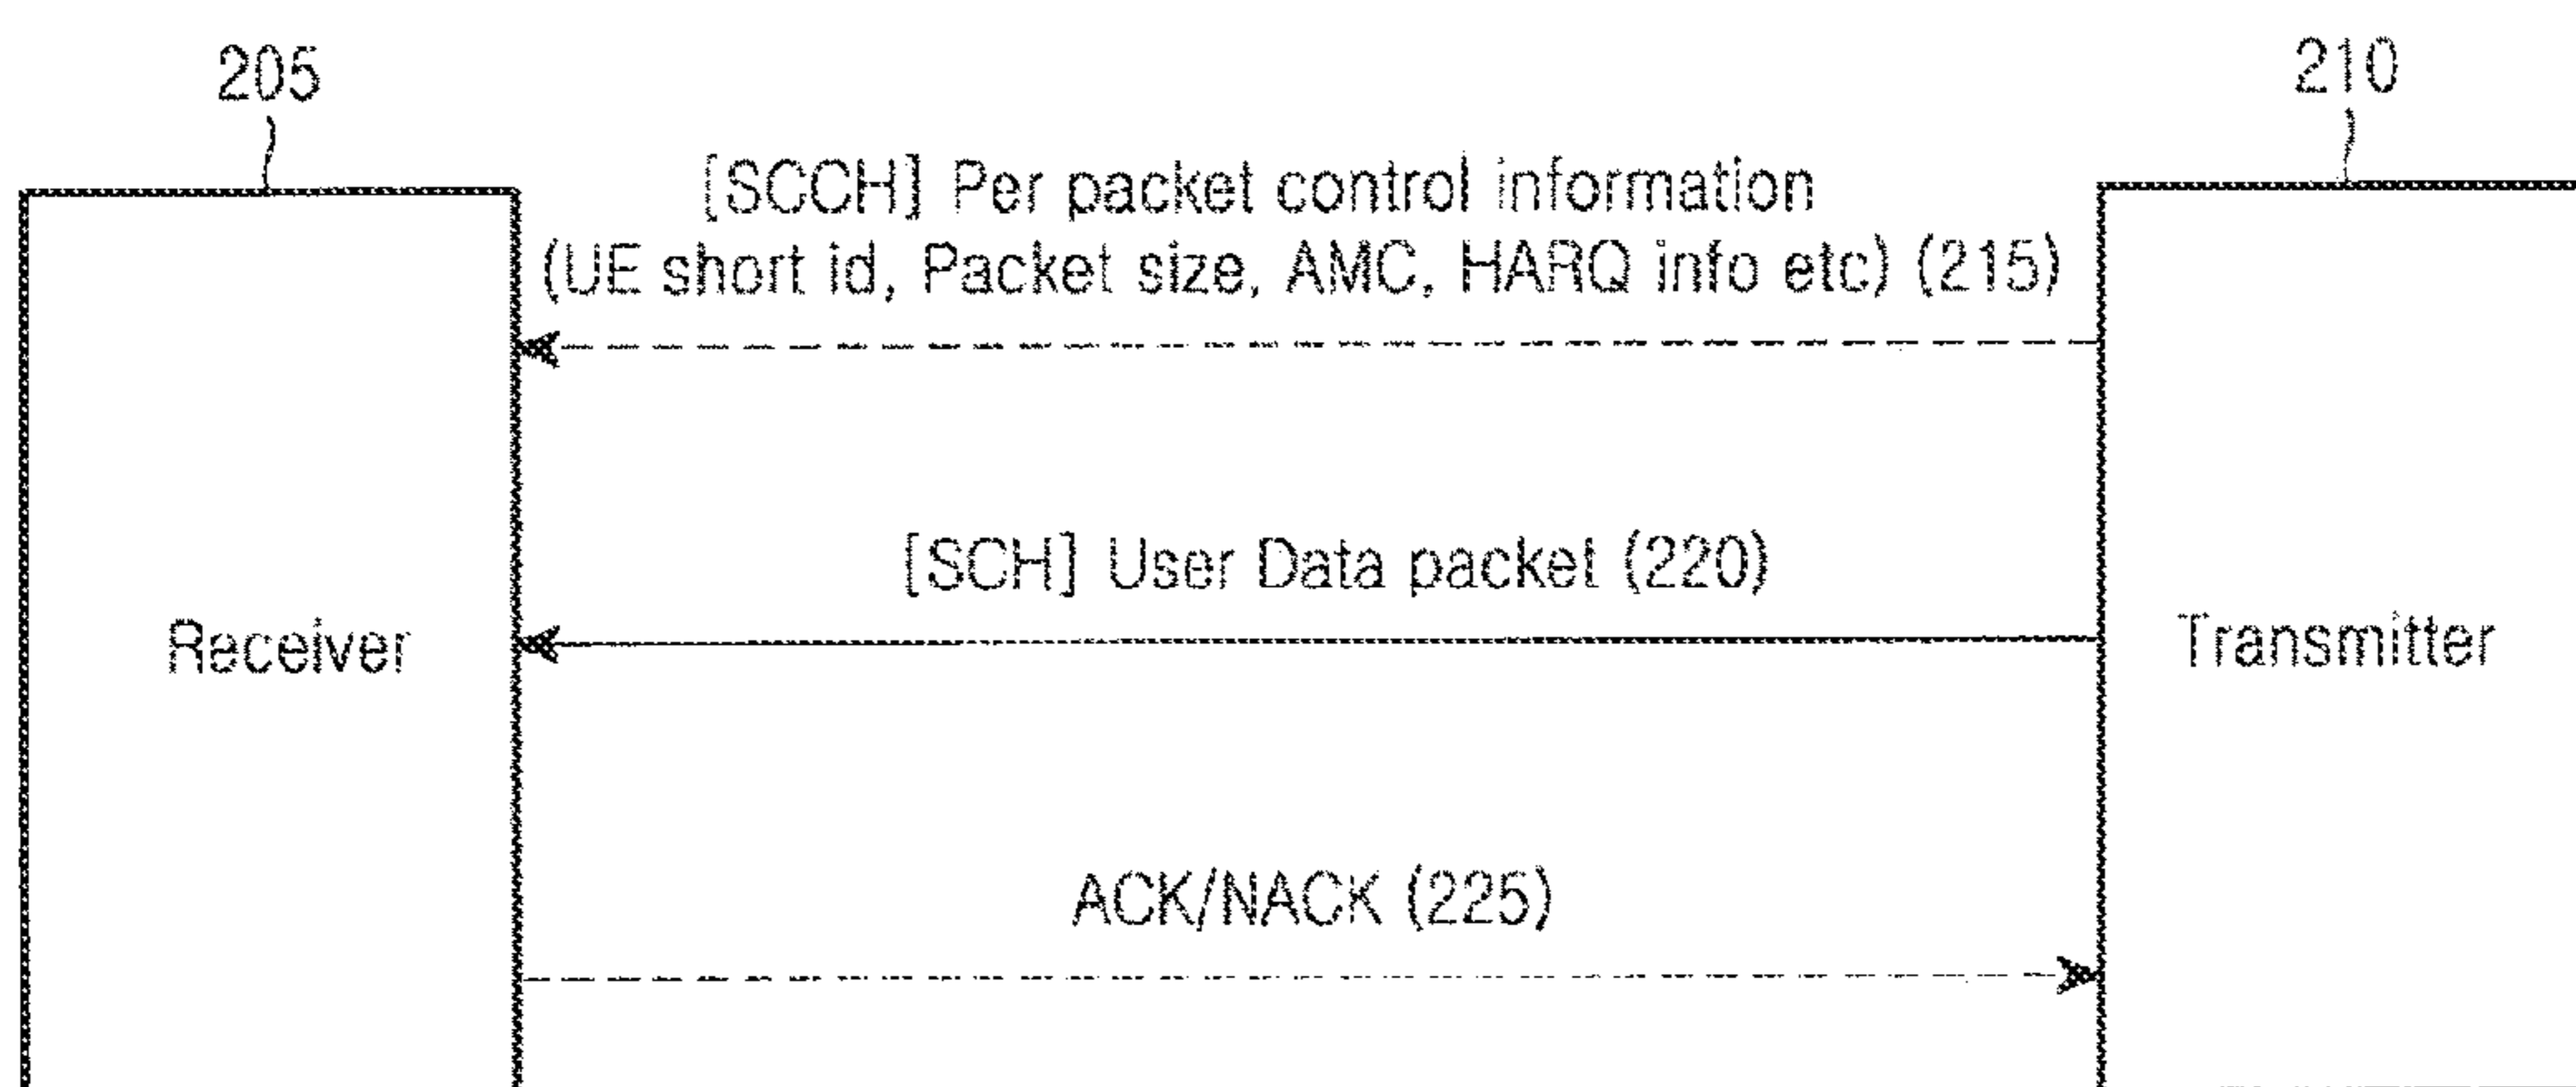 205
210
[SCCH] Per packet control information
(UE short id, Packet size, AMC, HARQ info etc) (215)
[SCH] User Data packet (220)
Receiver
Transmitter
ACK/NACK (225)